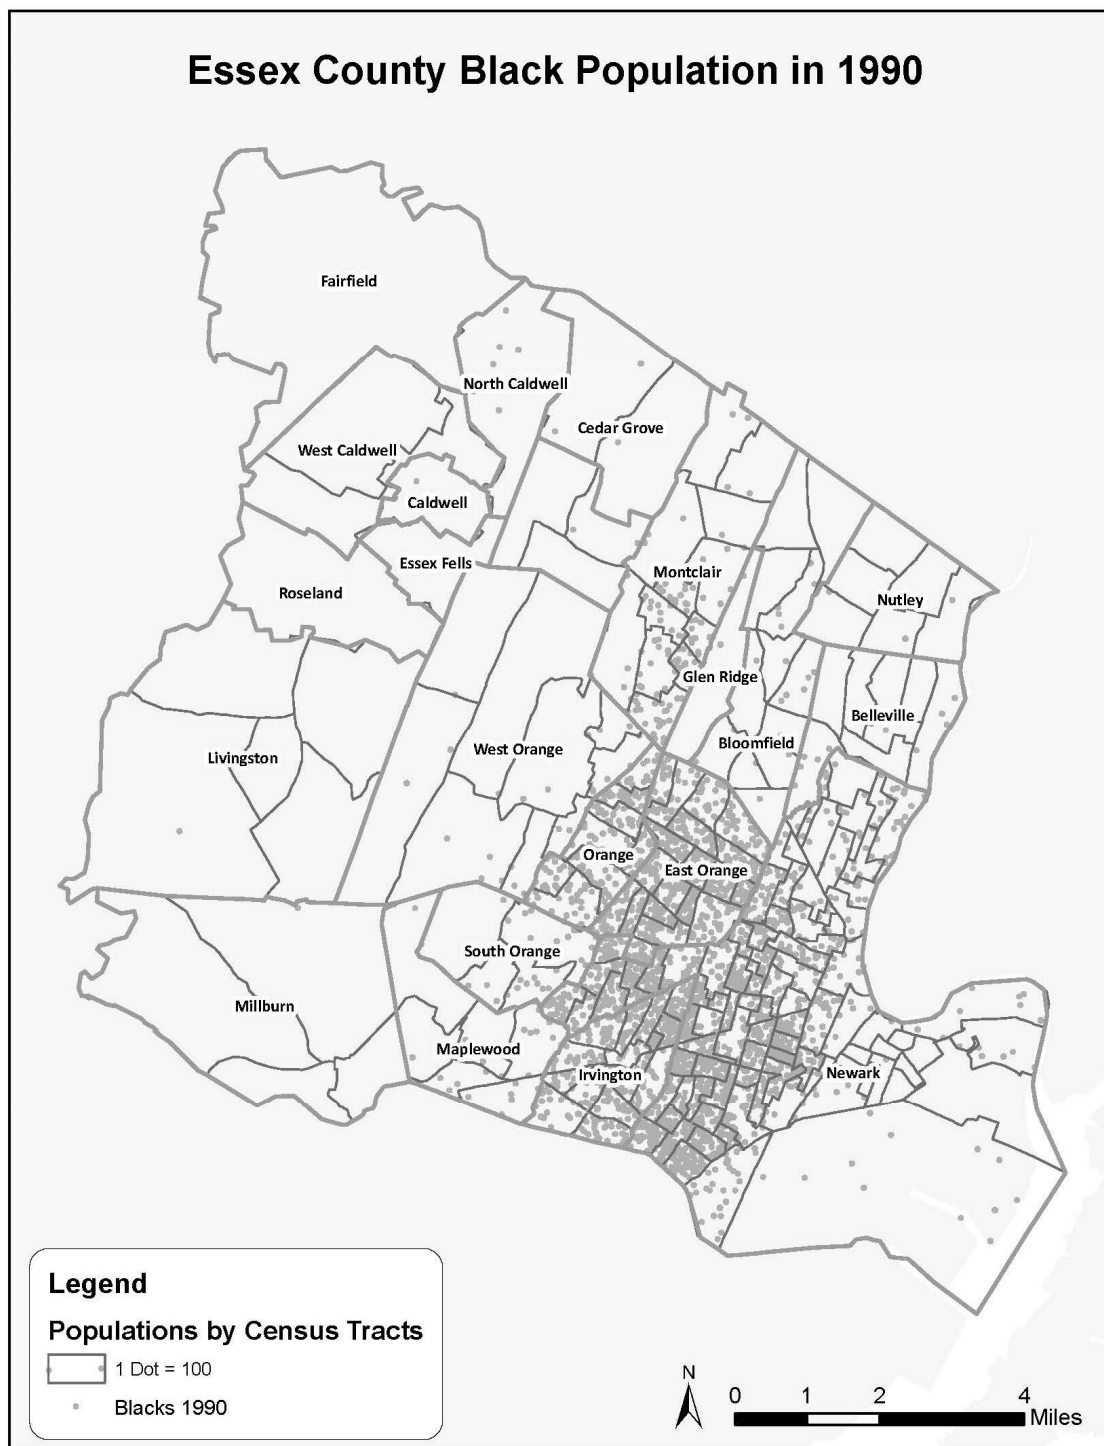 Essex County Black Population in 1990
Fairfield
North Caldwell
Cedar Grove
West Caldwell
Caldwell
Essex Fells
Montclair
Roseland
Nutley
Glen Ridge
Belleville
Bloomfield
West Orange
Livingston
Orange
East Orange
South Orange
Millburn
Maplewood
Irvington
Newark
Legend
Populations by Census Tracts
1 Dot = 100
Blacks 1990
N
0 1 2 4
Miles